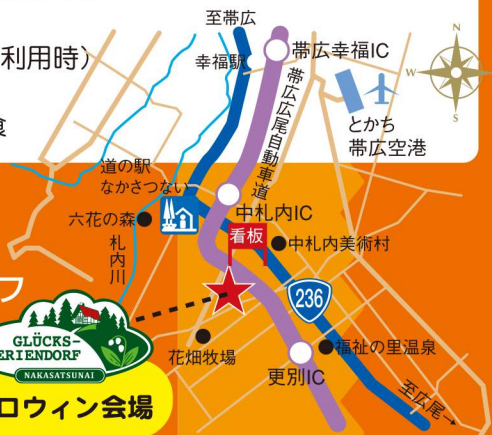 至帯広
利用時）
幸福駅
帯広幸福IC
N
W
E
S
帯広広尾自動車道
とかち
帯広空港
食
道の駅
なかさつない
中札内IC
六花の森
札内川
看板
中札内美術村
フ
236
GLÜCKS-
ERIENDORF
NAKASATSUNAI
花畑牧場
福祉の里温泉
更別IC
至広尾→
ロウィン会場